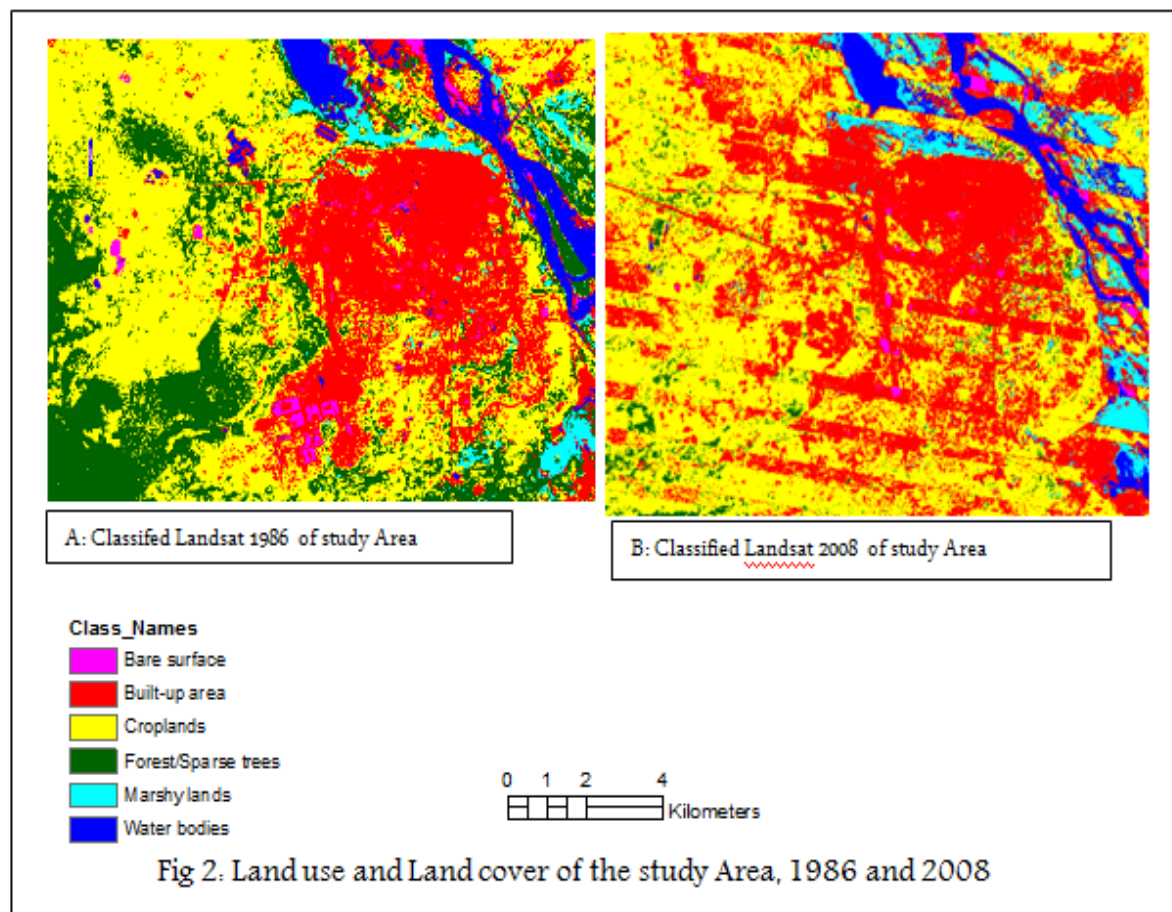 A: Classifed Landsat 1986 of study Area
B: Classified Landsat 2008 of study Area
Class_Names
Bare surface
Built-up area
Croplands
Forest/Sparse trees
Marshy lands
Water bodies
0 1 2 4
Kilometers
Fig 2: Land use and Land cover of the study Area, 1986 and 2008